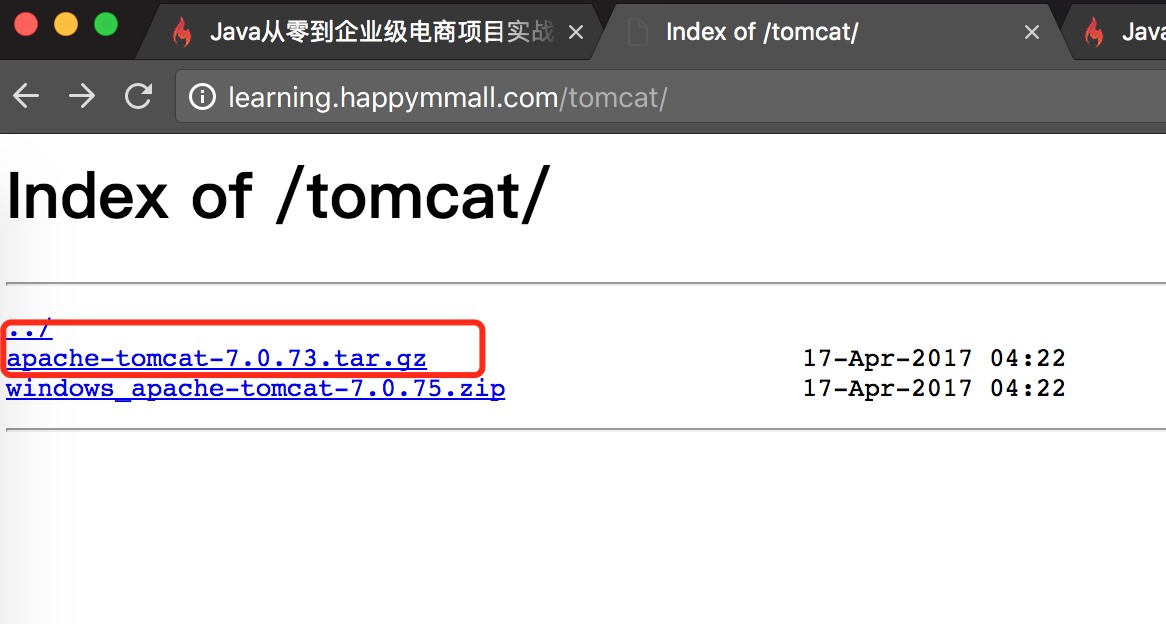 Java从零到企业级电商项目实战
Index of /tomcat/
Java
learning.happymmall.com/tomcat/
Index of /tomcat/
../
apache-tomcat-7.0.73.tar.gz 17-Apr-2017 04:22
windows_apache-tomcat-7.0.75.zip 17-Apr-2017 04:22